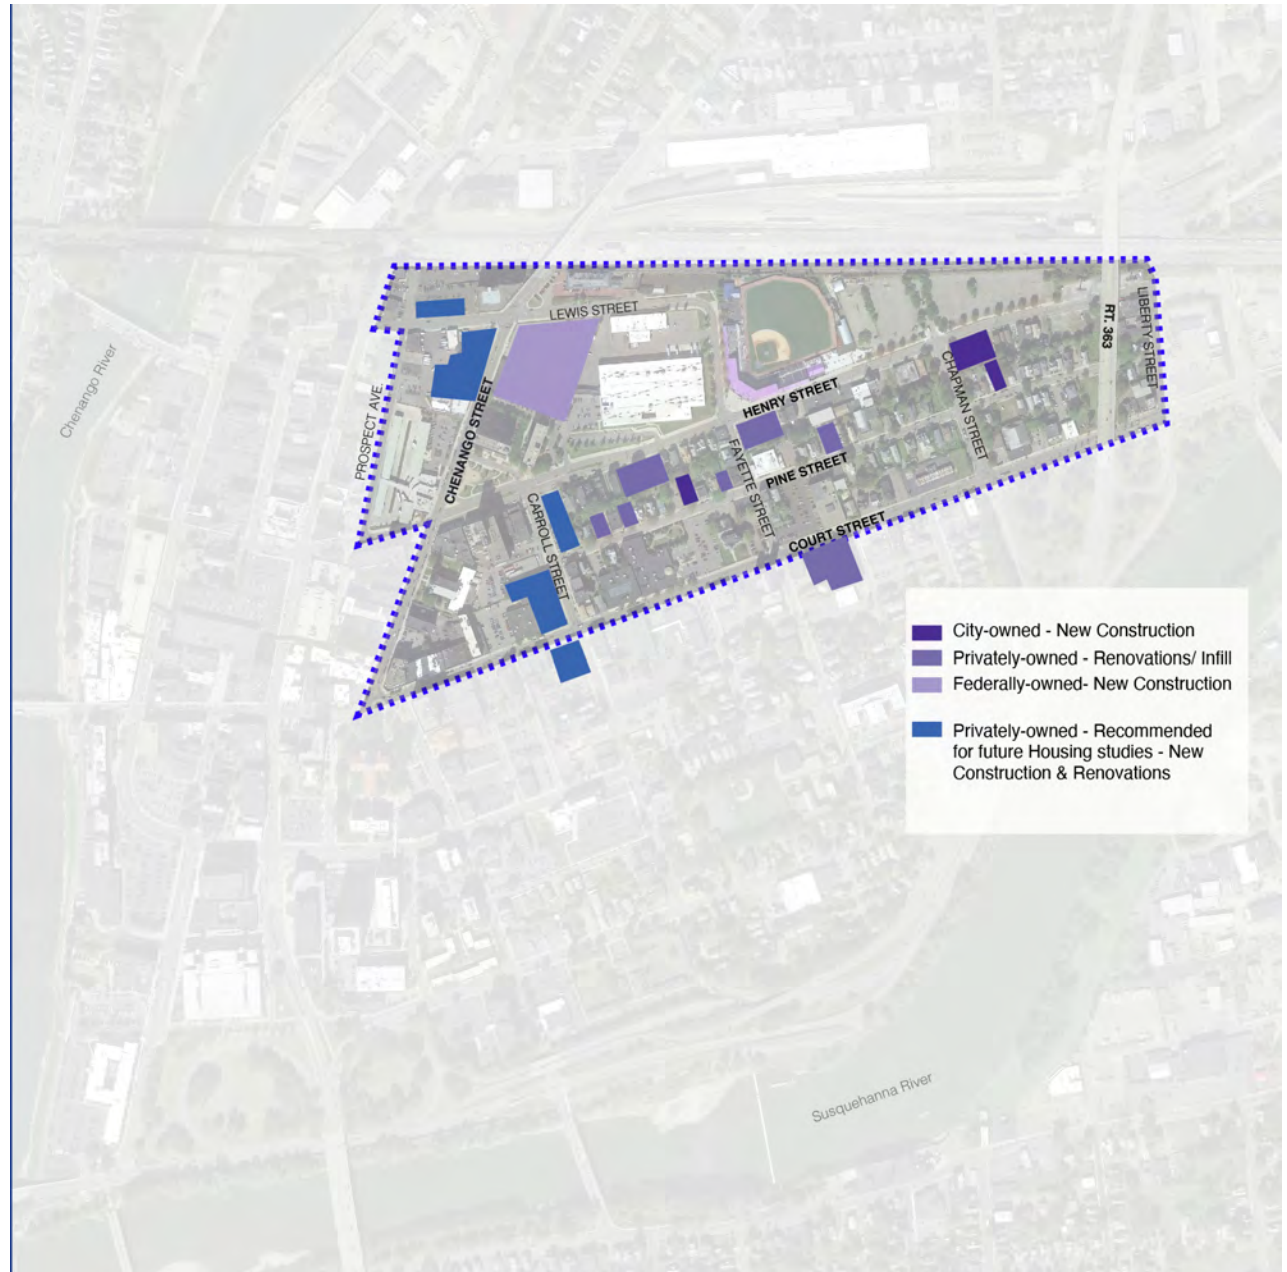 LEWIS STREET
RT. 363
LIBERTY STREET
Chenango River
PROSPECT AVE.
CHENANGO STREET
HENRY STREET
CHAPMAN STREET
FAYETTE STREET
PINE STREET
CARROLL STREET
COURT STREET
City-owned - New Construction
Privately-owned - Renovations/ Infill
Federally-owned- New Construction
Privately-owned - Recommended
for future Housing studies - New
Construction & Renovations
Susquehanna River